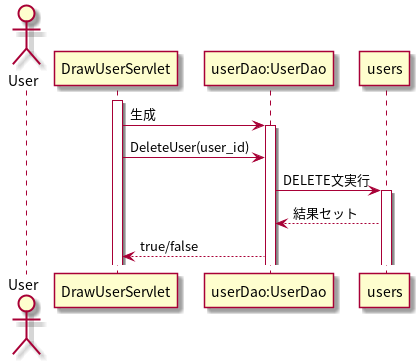 User
DrawUserServlet
userDao:UserDao
users
生成
DeleteUser(user_id)
DELETE文実行
結果セット
true/false
User
DrawUserServlet
userDao:UserDao
users